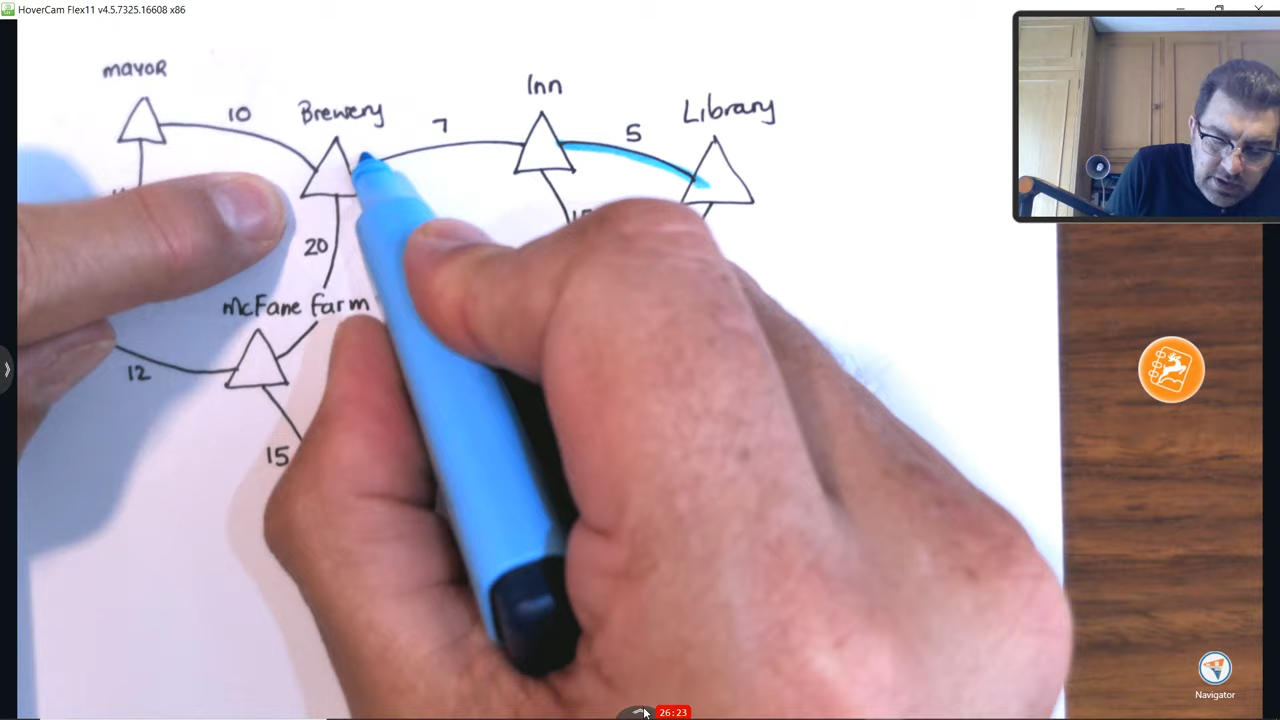 HoverCam Flex11 v4.5.7325.16608 x86
mayor
10
Brewery
7
Inn
5
Library
20
McFane farm
12
15
Navigator
26:23